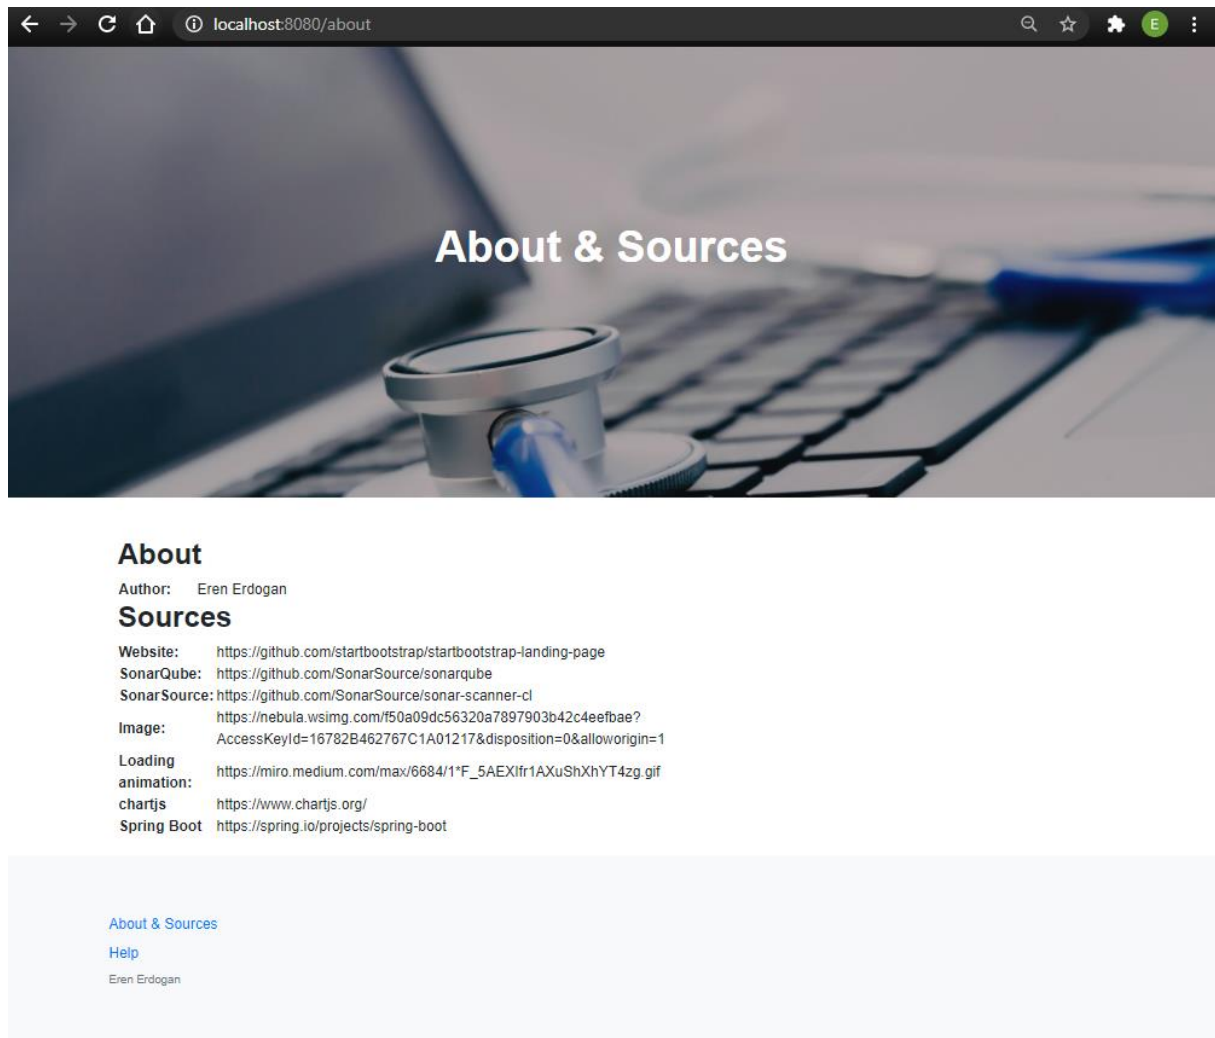 localhost:8080/about
E
About & Sources
About
Author: Eren Erdogan
Sources
Website: https://github.com/startbootstrap/startbootstrap-landing-page
SonarQube: https://github.com/SonarSource/sonarqube
SonarSource: https://github.com/SonarSource/sonar-scanner-cl
Image: https://nebula.wsimg.com/f50a09dc56320a7897903b42c4eefbae?
AccessKeyId=16782B462767C1A01217&disposition=0&alloworigin=1
Loading
animation: https://miro.medium.com/max/6684/1*F_5AEXIfr1AXuShXhYT4zg.gif
chartjs https://www.chartjs.org/
Spring Boot https://spring.io/projects/spring-boot
About & Sources
Help
Eren Erdogan